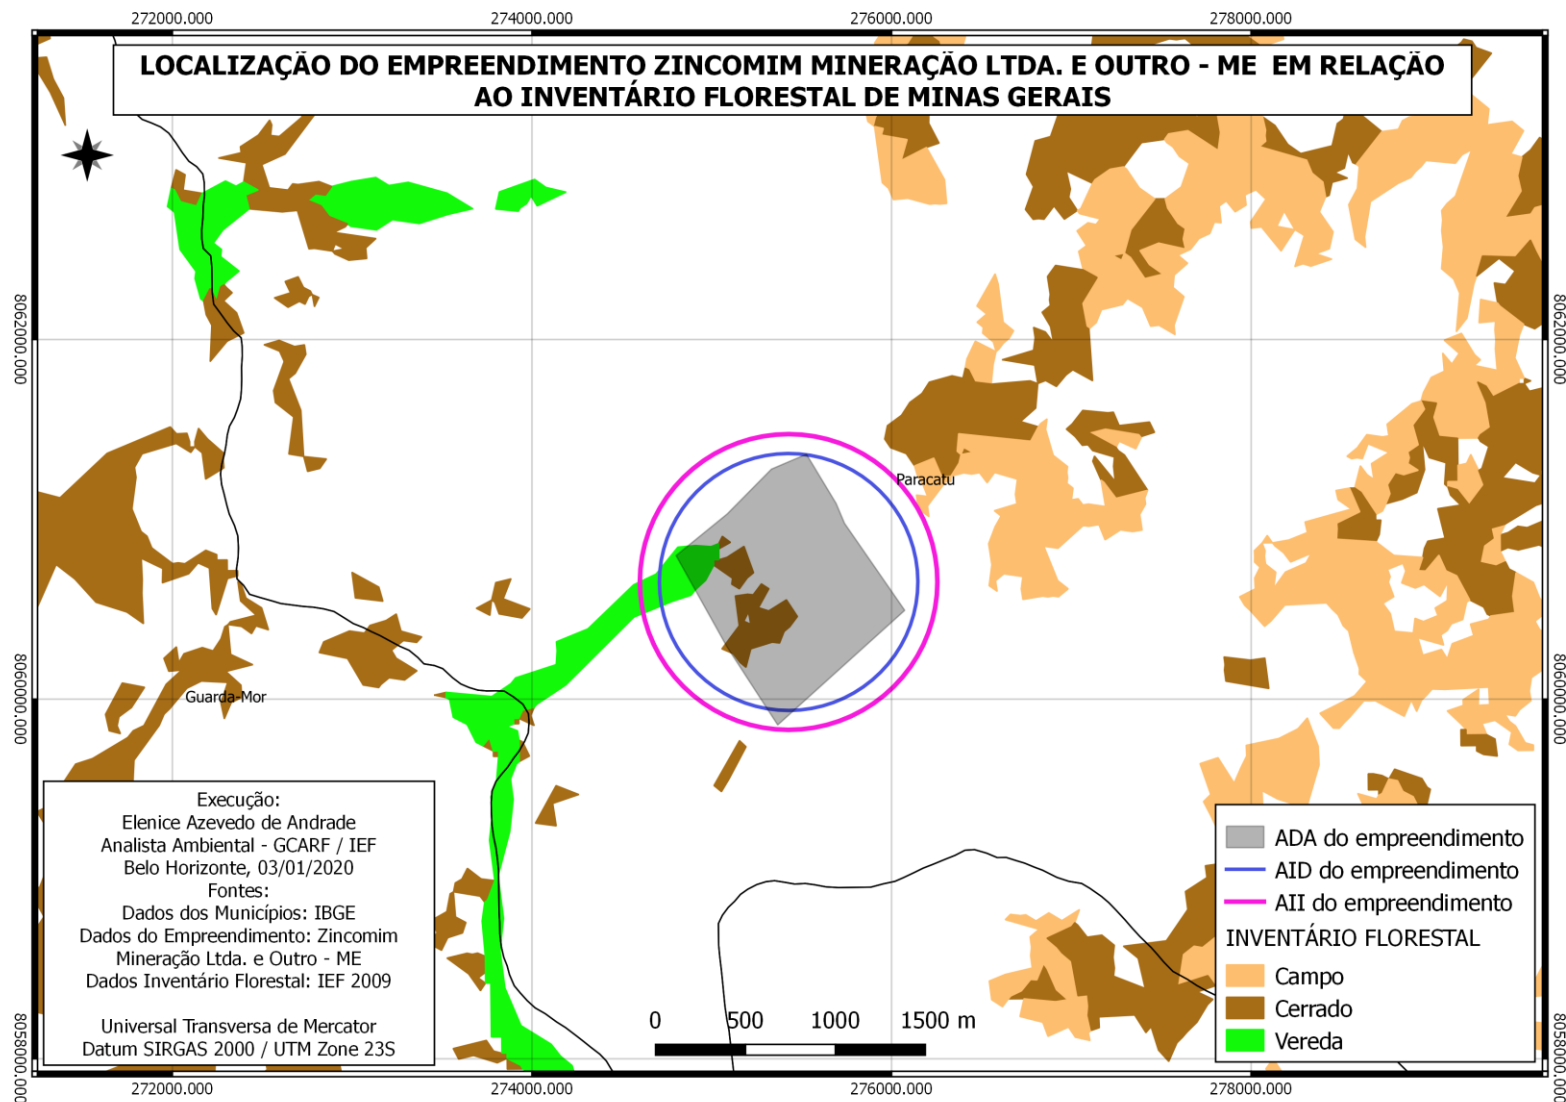 272000.000 274000.000 276000.000 278000.000
LOCALIZAÇÃO DO EMPREENDIMENTO ZINCOMIM MINERAÇÃO LTDA. E OUTRO - ME EM RELAÇÃO
AO INVENTÁRIO FLORESTAL DE MINAS GERAIS
8062000.000 8062000.000
Paracatu
8060000.000 8060000.000
Guarda-Mor
Execução:
Elenice Azevedo de Andrade
Analista Ambiental - GCARF / IEF
Belo Horizonte, 03/01/2020
Fontes:
Dados dos Municípios: IBGE
Dados do Empreendimento: Zincomim
Mineração Ltda. e Outro - ME
Dados Inventário Florestal: IEF 2009
Universal Transversa de Mercator
Datum SIRGAS 2000 / UTM Zone 23S
0 500 1000 1500 m
ADA do empreendimento
AID do empreendimento
AII do empreendimento
INVENTÁRIO FLORESTAL
Campo
Cerrado
Vereda
8058000.000 8058000.000
272000.000 274000.000 276000.000 278000.000